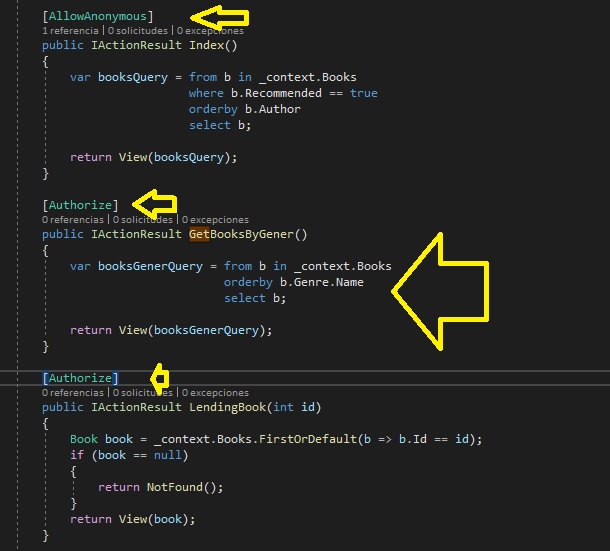 [AllowAnonymous]
1 referencia | 0 solicitudes | 0 excepciones
public IActionResult Index()
{
var booksQuery = from b in _context.Books
where b.Recommended == true
orderby b.Author
select b;
return View(booksQuery);
}
[Authorize]
0 referencias | 0 solicitudes | 0 excepciones
public IActionResult GetBooksByGener()
{
var booksGenerQuery = from b in _context.Books
orderby b.Genre.Name
select b;
return View(booksGenerQuery);
}
[Authorize]
0 referencias | 0 solicitudes | 0 excepciones
public IActionResult LendingBook(int id)
{
Book book = _context.Books.FirstOrDefault(b => b.Id == id);
if (book == null)
{
return NotFound();
}
return View(book);
}